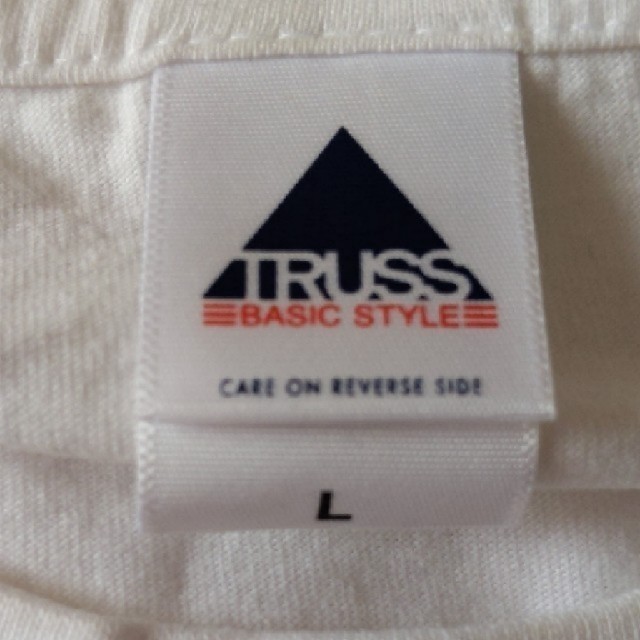 TRUSS
BASIC STYLE
CARE ON REVERSE SIDE
L